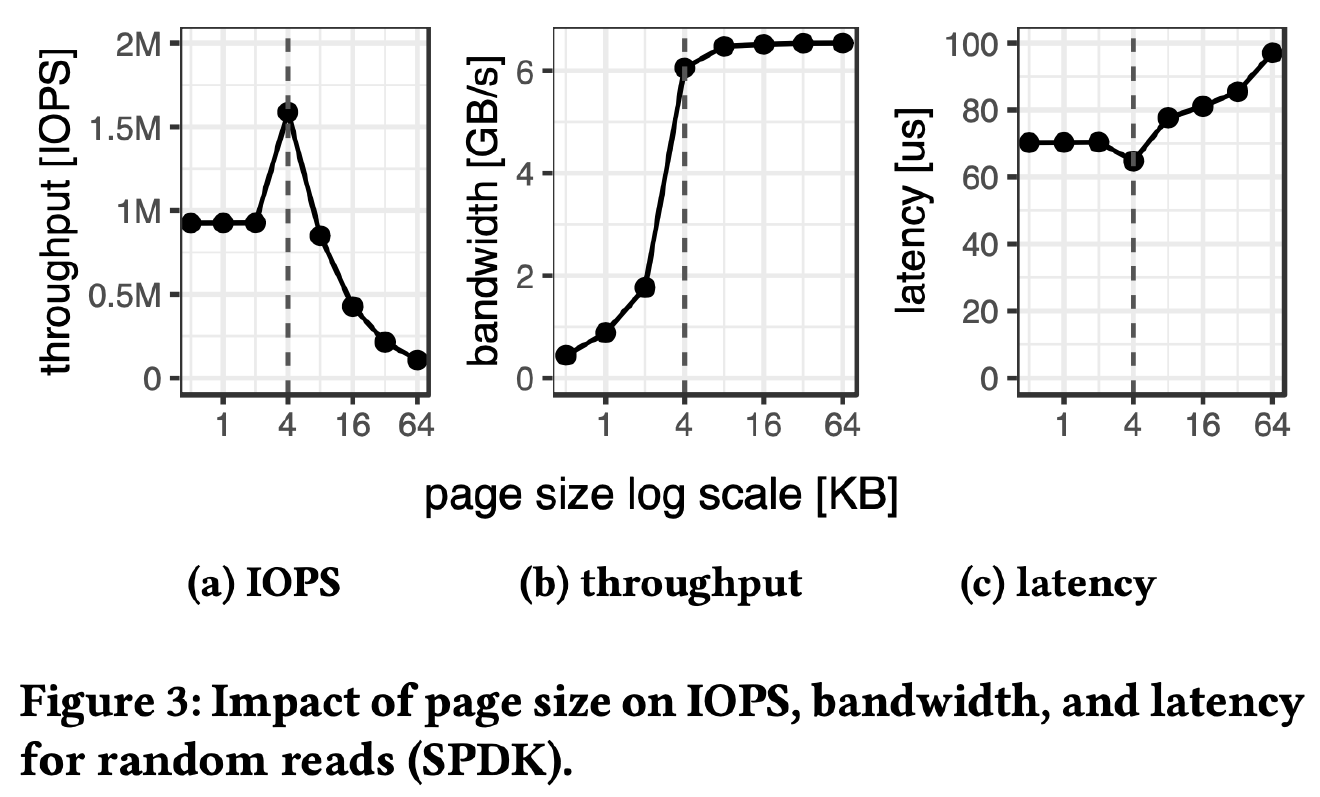 throughput [IOPS]
2M
1.5M
1M
0.5M
0
1 4 16 64
bandwidth [GB/s]
6
4
2
0
1 4 16 64
latency [us]
100
80
60
40
20
0
1 4 16 64
page size log scale [KB]
(a) IOPS
(b) throughput
(c) latency
Figure 3: Impact of page size on IOPS, bandwidth, and latency
for random reads (SPDK).